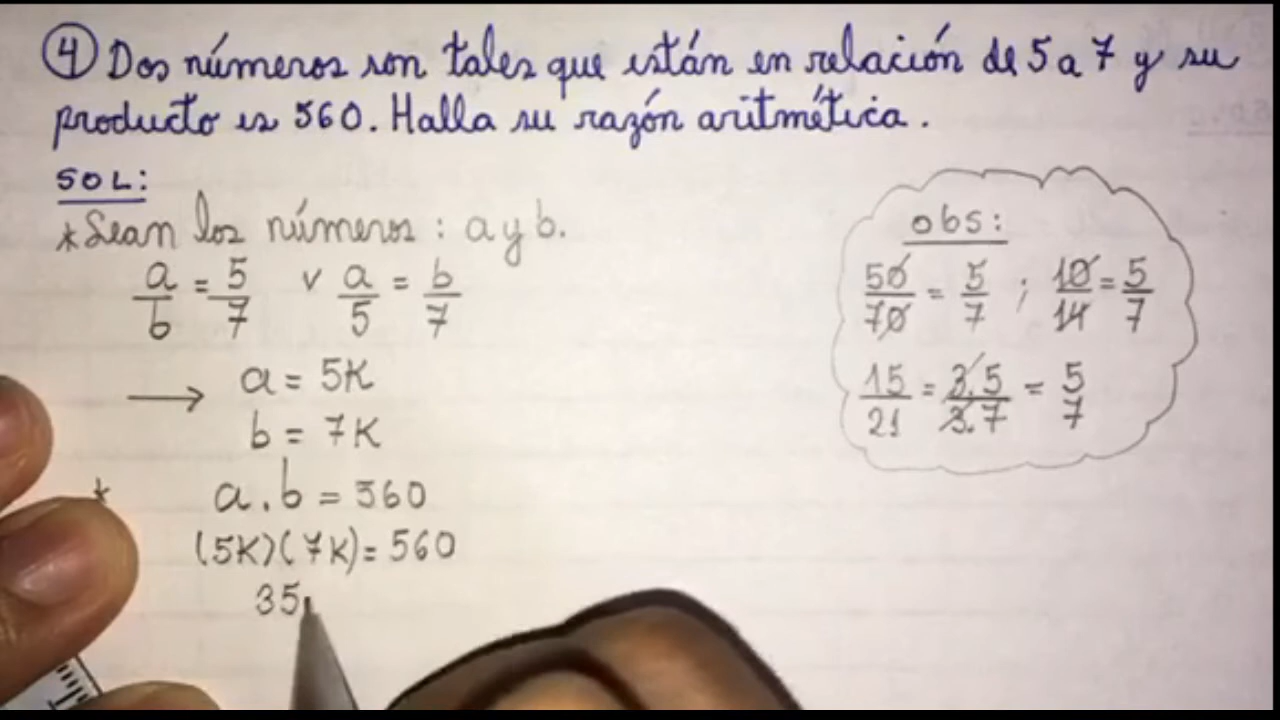 ④ Dos números son tales que están en relación de 5 a 7 y su
producto es 560. Halla su razón aritmética.
SOL:
*Sean los números: a y b.
a/b = 5/7 v a/5 = b/7
→ a = 5K
b = 7K
* a.b = 560
(5K)(7K) = 560
35
obs:
50/70 = 5/7 ; 10/14 = 5/7
15/21 = 3.5/3.7 = 5/7